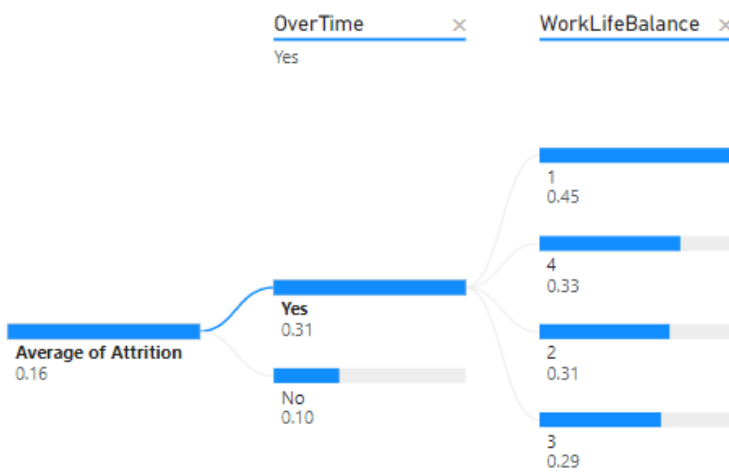 OverTime
WorkLifeBalance
Yes
1
0.45
4
0.33
Yes
0.31
2
0.31
Average of Attrition
0.16
No
0.10
3
0.29